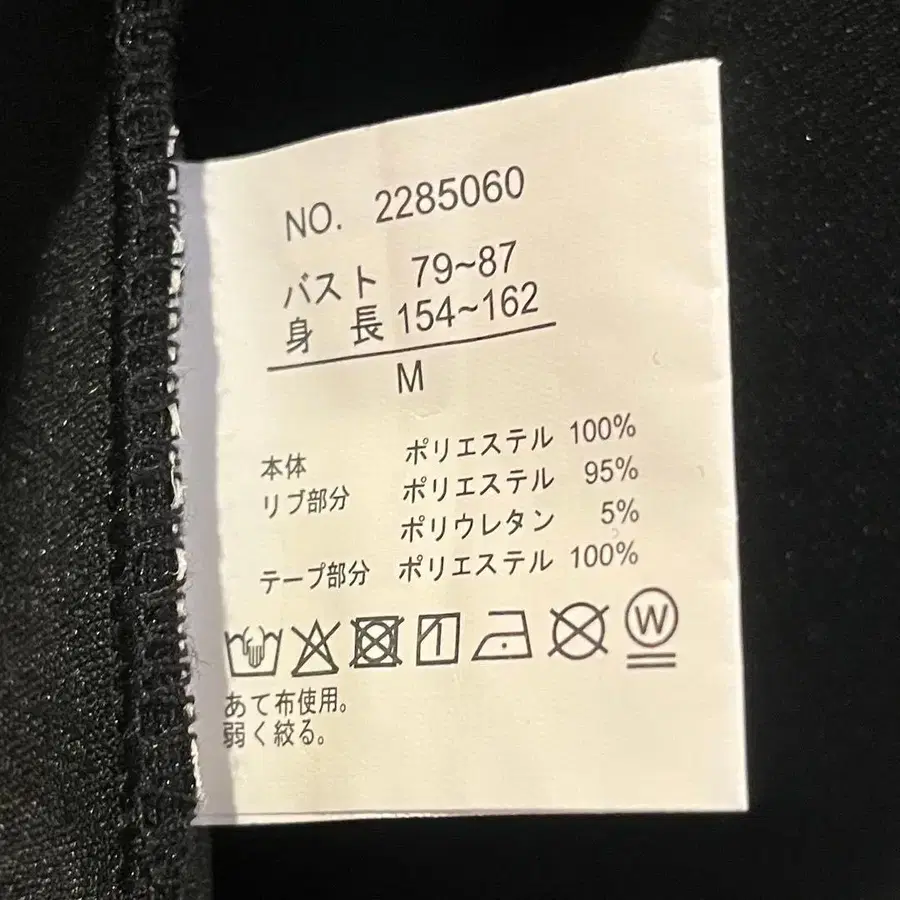 NO. 2285060
バスト 79~87
身 長 154~162
M
本体 ポリエステル 100%
リブ部分 ポリエステル 95%
ポリウレタン 5%
テープ部分 ポリエステル 100%
W
あて布使用。
弱く絞る。